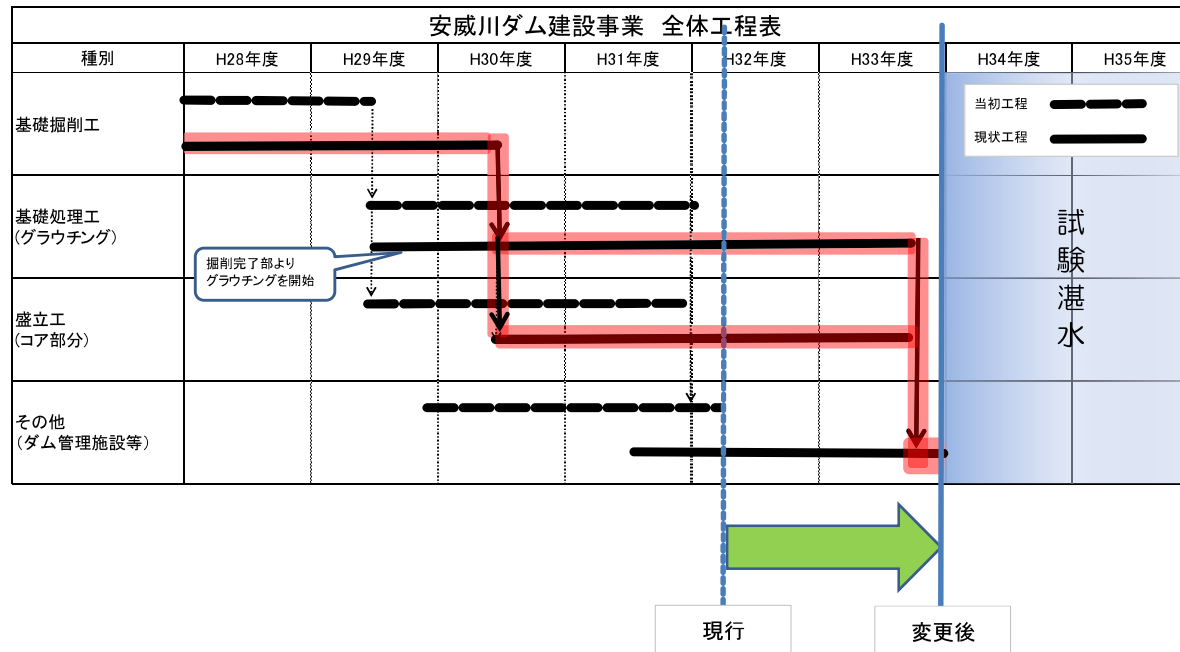 安威川ダム建設事業 全体工程表
種別
H28年度
H29年度
H30年度
H31年度
H32年度
H33年度
H34年度
H35年度
当初工程
現状工程
基礎掘削工
基礎処理工
(グラウチング)
掘削完了部より
グラウチングを開始
盛立工
(コア部分)
その他
(ダム管理施設等)
試験湛水
現行
変更後